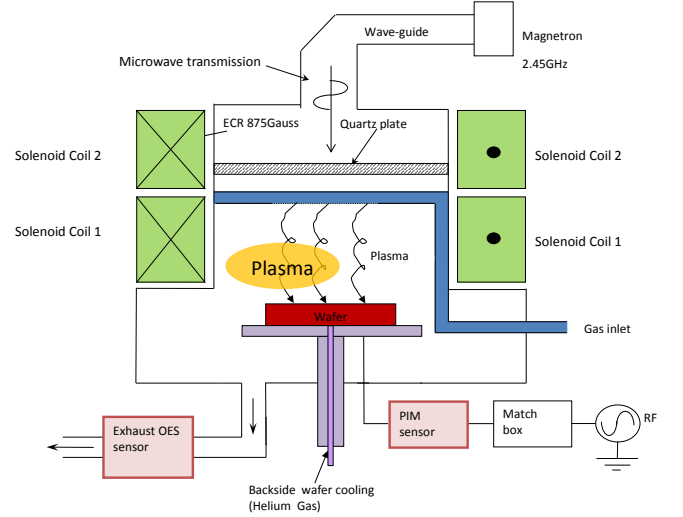 Wave-guide
Magnetron
2.45GHz
Microwave transmission
ECR 875Gauss
Quartz plate
Solenoid Coil 2
Solenoid Coil 2
Solenoid Coil 1
Solenoid Coil 1
Plasma
Plasma
Wafer
Gas inlet
Exhaust OES
sensor
PIM
sensor
Match
box
RF
Backside wafer cooling
(Helium Gas)